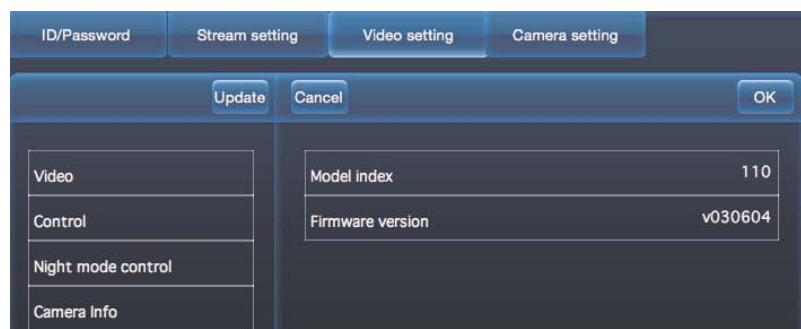 ID/Password Stream setting Video setting Camera setting
Update Cancel OK
Video
Model index 110
Control
Firmware version v030604
Night mode control
Camera Info